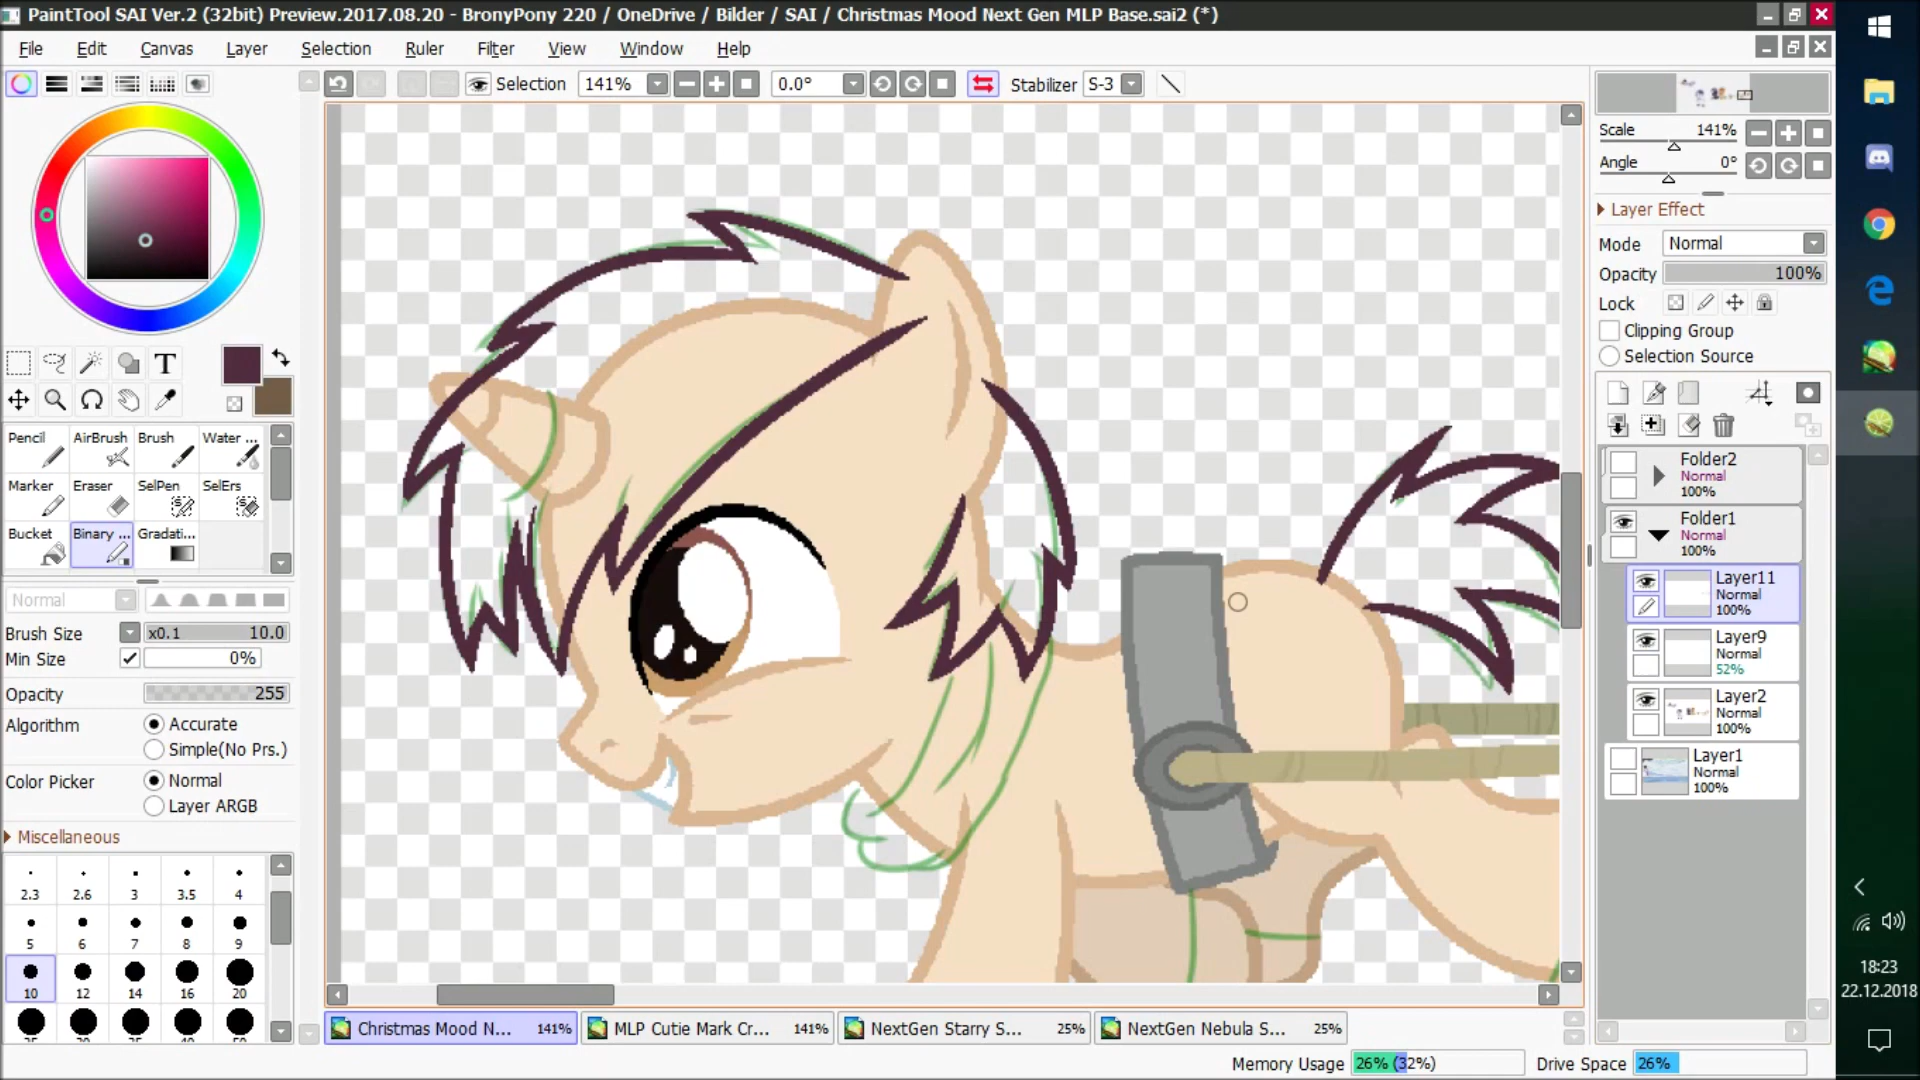 PaintTool SAI Ver.2 (32bit) Preview.2017.08.20 - BronyPony 220 / OneDrive / Bilder / SAI / Christmas Mood Next Gen MLP Base.sai2 (*)
File Edit Canvas Layer Selection Ruler Filter View Window Help
Selection 141% 0.0° Stabilizer S-3
Scale 141%
Angle 0°
Layer Effect
Mode Normal
Opacity 100%
Lock
Clipping Group
Selection Source
T
Pencil AirBrush Brush Water ...
Marker Eraser SelPen SelErs
Bucket Binary ... Gradati...
Normal
Brush Size x0.1 10.0
Min Size 0%
Opacity 255
Algorithm Accurate
Simple(No Prs.)
Color Picker Normal
Layer ARGB
Miscellaneous
2.3 2.6 3 3.5 4
5 6 7 8 9
10 12 14 16 20
Folder2
Normal
100%
Folder1
Normal
100%
Layer11
Normal
100%
Layer9
Normal
52%
Layer2
Normal
100%
Layer1
Normal
100%
Christmas Mood N... 141% MLP Cutie Mark Cr... 141% NextGen Starry S... 25% NextGen Nebula S... 25%
Memory Usage 26% (32%) Drive Space 26%
18:23
22.12.2018